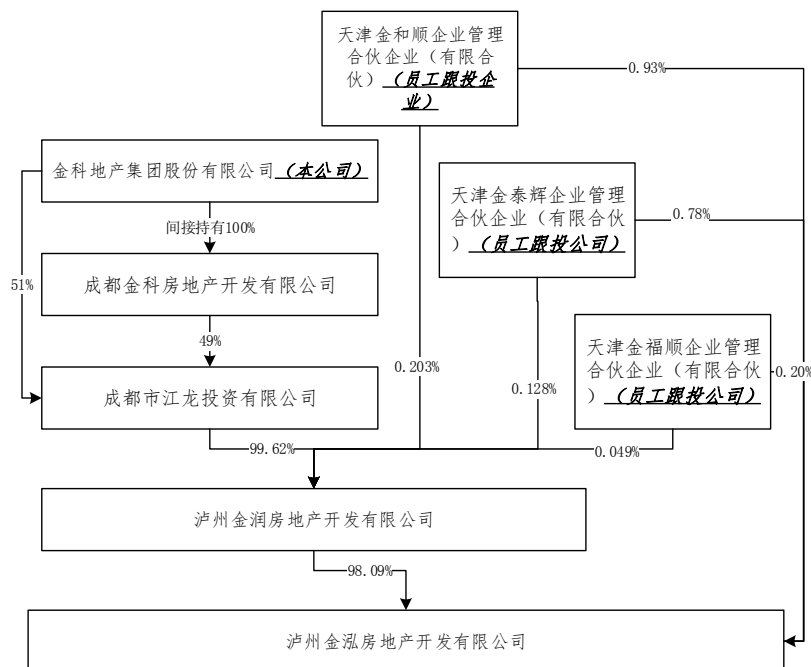 天津金和顺企业管理
合伙企业（有限合
伙）（员工跟投企
业）
0.93%
金科地产集团股份有限公司（本公司）
天津金泰辉企业管理
合伙企业（有限合伙
）（员工跟投公司）
0.78%
间接持有100%
51%
成都金科房地产开发有限公司
49%
天津金福顺企业管理
合伙企业（有限合伙
）（员工跟投公司）
0.20%
0.203%
0.128%
成都市江龙投资有限公司
99.62%
0.049%
泸州金润房地产开发有限公司
98.09%
泸州金泓房地产开发有限公司